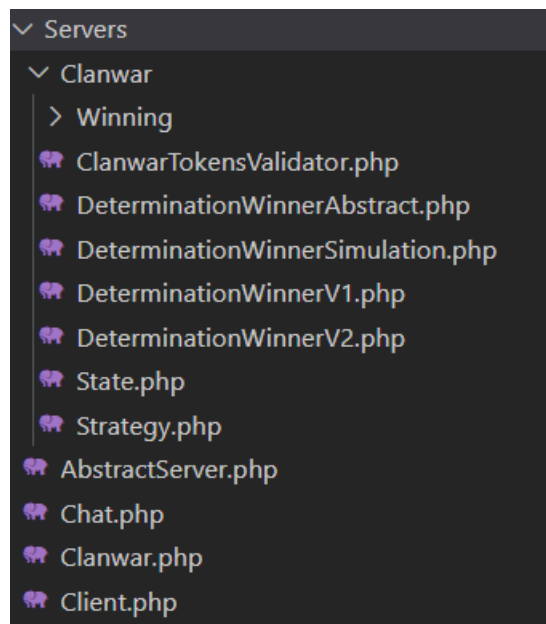 Servers
Clanwar
Winning
ClanwarTokensValidator.php
DeterminationWinnerAbstract.php
DeterminationWinnerSimulation.php
DeterminationWinnerV1.php
DeterminationWinnerV2.php
State.php
Strategy.php
AbstractServer.php
Chat.php
Clanwar.php
Client.php